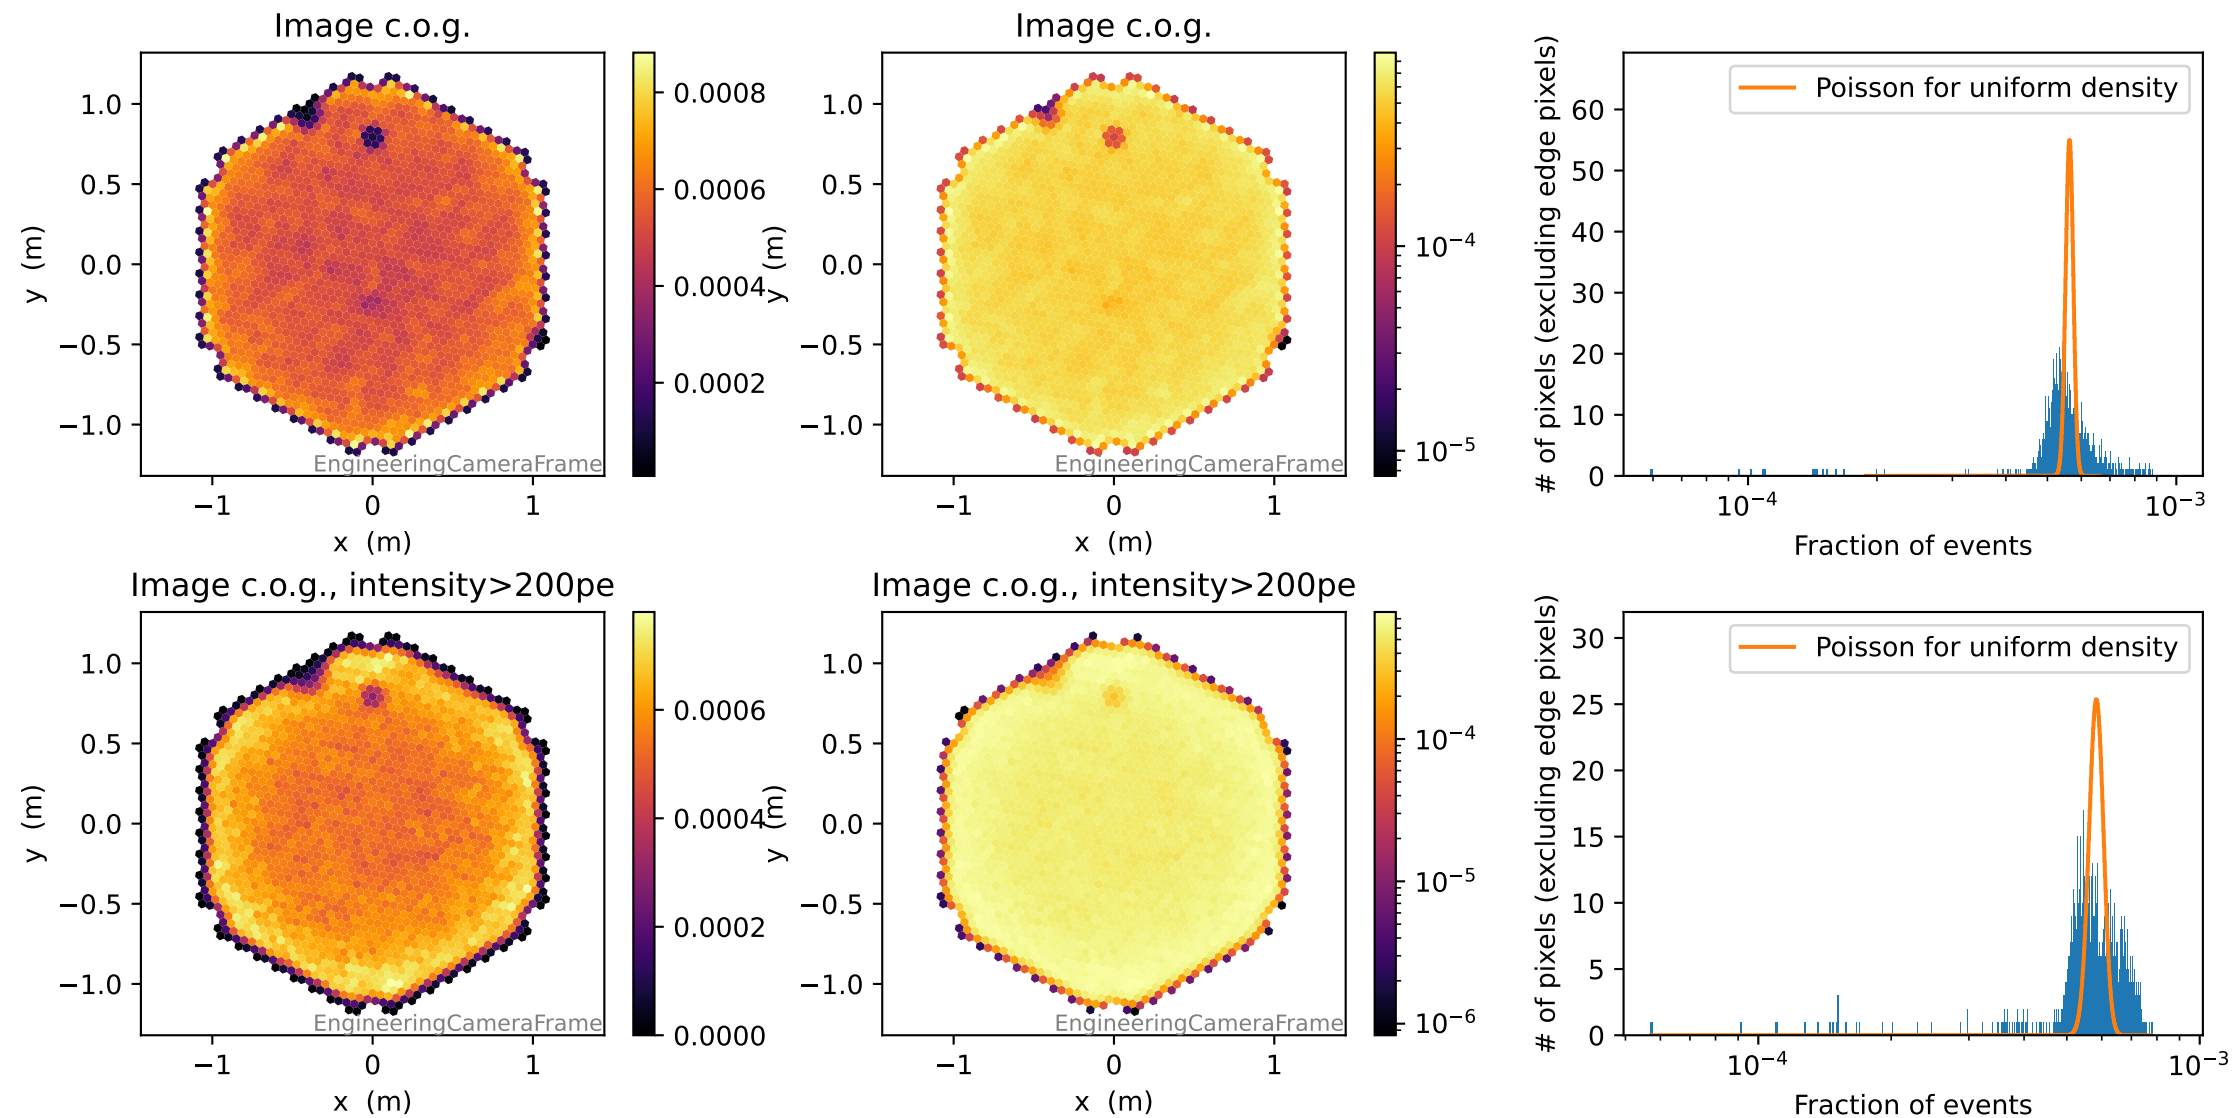 Image c.o.g.
1.0
0.5
0.0
−0.5
−1.0
y (m)
−1
0
1
x (m)
EngineeringCameraFrame
0.0008
0.0006
0.0004
0.0002
Image c.o.g.
1.0
0.5
0.0
−0.5
−1.0
y (m)
−1
0
1
x (m)
EngineeringCameraFrame
10⁻⁴
10⁻⁵
# of pixels (excluding edge pixels)
60
50
40
30
20
10
0
Poisson for uniform density
10⁻⁴
10⁻³
Fraction of events
Image c.o.g., intensity>200pe
1.0
0.5
0.0
−0.5
−1.0
y (m)
−1
0
1
x (m)
EngineeringCameraFrame
0.0006
0.0004
0.0002
0.0000
Image c.o.g., intensity>200pe
1.0
0.5
0.0
−0.5
−1.0
y (m)
−1
0
1
x (m)
EngineeringCameraFrame
10⁻⁴
10⁻⁵
10⁻⁶
# of pixels (excluding edge pixels)
30
25
20
15
10
5
0
Poisson for uniform density
10⁻⁴
10⁻³
Fraction of events